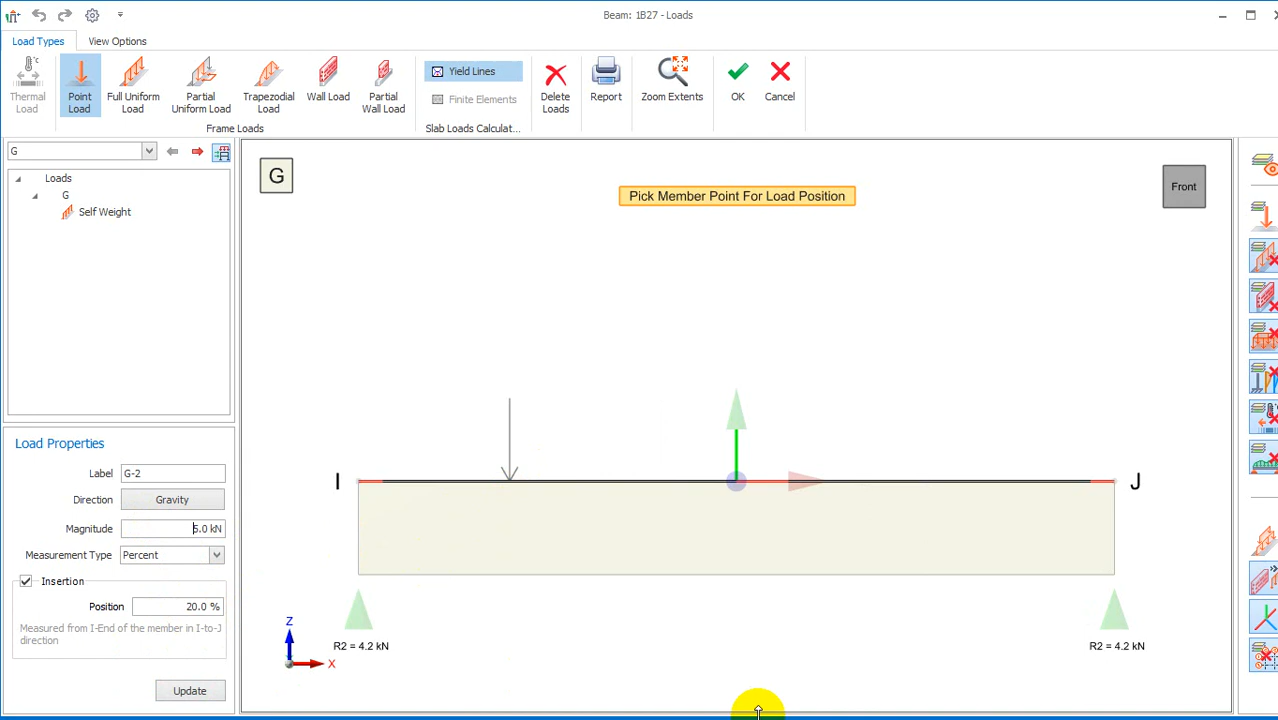 Beam: 1B27 - Loads
Load Types
View Options
Thermal Load
Point Load
Full Uniform Load
Partial Uniform Load
Trapezodial Load
Wall Load
Partial Wall Load
Yield Lines
Finite Elements
Delete Loads
Report
Zoom Extents
OK
Cancel
Frame Loads
Slab Loads Calculat...
G
Loads
G
Self Weight
G
Pick Member Point For Load Position
Front
I
J
R2 = 4.2 kN
R2 = 4.2 kN
Z
X
Load Properties
Label G-2
Direction Gravity
Magnitude 5.0 kN
Measurement Type Percent
Insertion
Position 20.0 %
Measured from I-End of the member in I-to-J
direction
Update